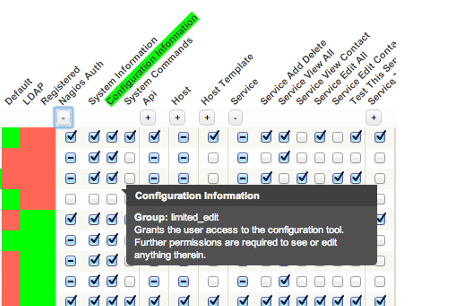 Default
LDAP
Registered
Nagios Auth
System Information
Configuration Information
System Commands
Api
Host
Host Template
Service
Service Add Delete
Service View All
Service View Contact
Service Edit All
Service Edit Conta
Test This Ser
Service
- + + + - +
Configuration Information
Group: limited_edit
Grants the user access to the configuration tool.
Further permissions are required to see or edit
anything therein.